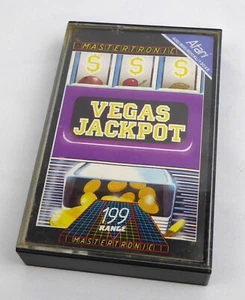 MASTERTRONIC
Atari
S S S
VEGAS
JACKPOT
199
RANGE
MASTERTRONIC